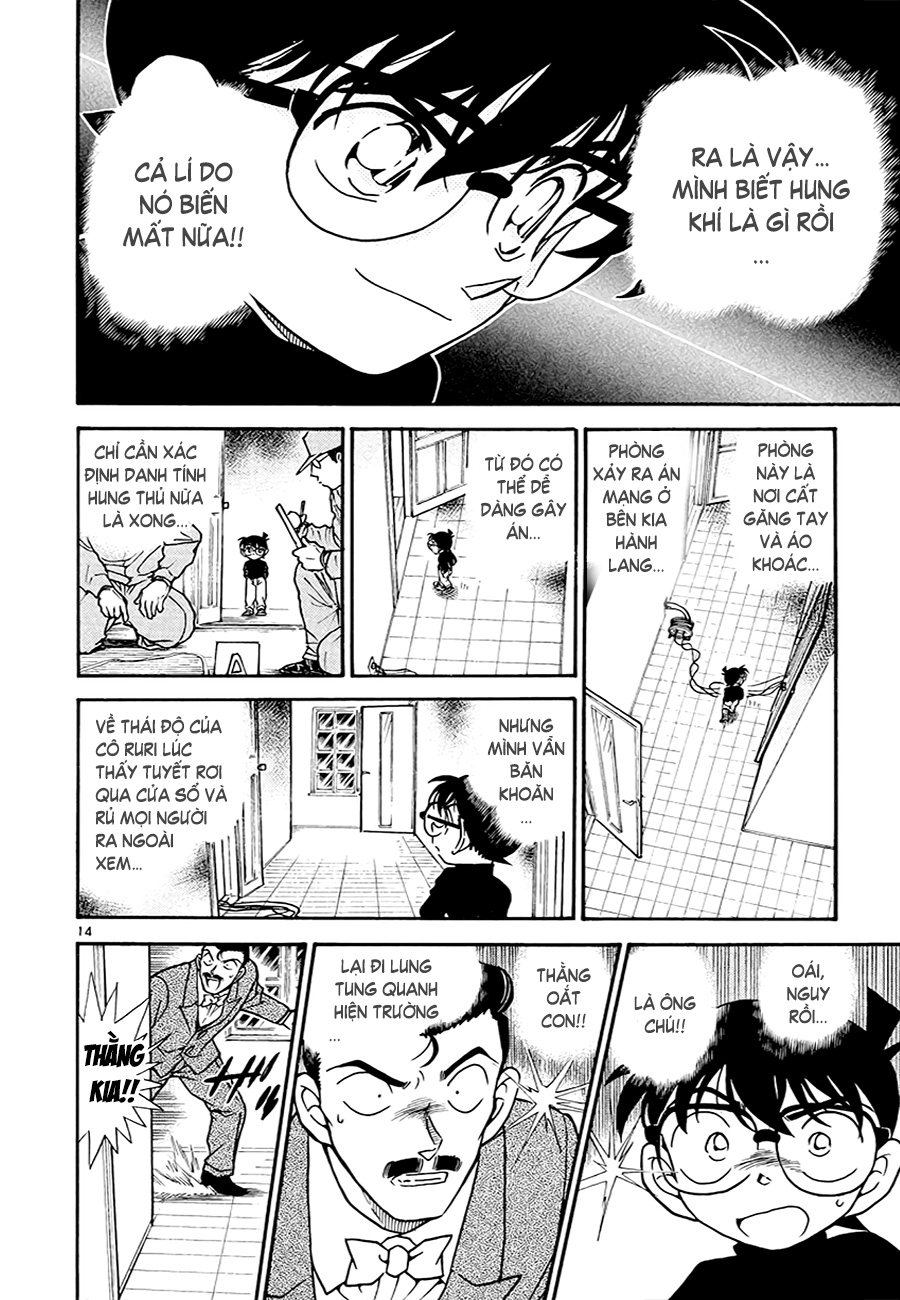 RA LÀ VẬY...
MÌNH BIẾT HUNG
KHÍ LÀ GÌ RỒI
...
CẢ LÍ DO
NÓ BIẾN
MẤT NỮA!!
PHÒNG
NÀY LÀ
NƠI CẤT
GĂNG TAY
VÀ ÁO
KHOÁC...
PHÒNG
XẢY RA ÁN
MẠNG Ở
BÊN KIA
HÀNH
LANG...
TỪ ĐÓ CÓ
THỂ DỂ
DÀNG GÂY
ÁN...
CHỈ CẦN XÁC
ĐỊNH DANH TÍNH
HUNG THỦ NỮA
LÀ XONG...
A
NHƯNG
MÌNH VẪN
BĂN
KHOĂN
...
VỀ THÁI ĐỘ CỦA
CÔ RURI LÚC
THẤY TUYẾT RƠI
QUA CỬA SỔ VÀ
RỦ MỌI NGƯỜI
RA NGOÀI
XEM...
14
OÁI,
NGUY
RỒI...
LÀ ÔNG
CHÚ!!
THẰNG
OẮT
CON!!
LẠI ĐI LUNG
TUNG QUANH
HIỆN TRƯỜNG
...
THẰNG
KIA!!